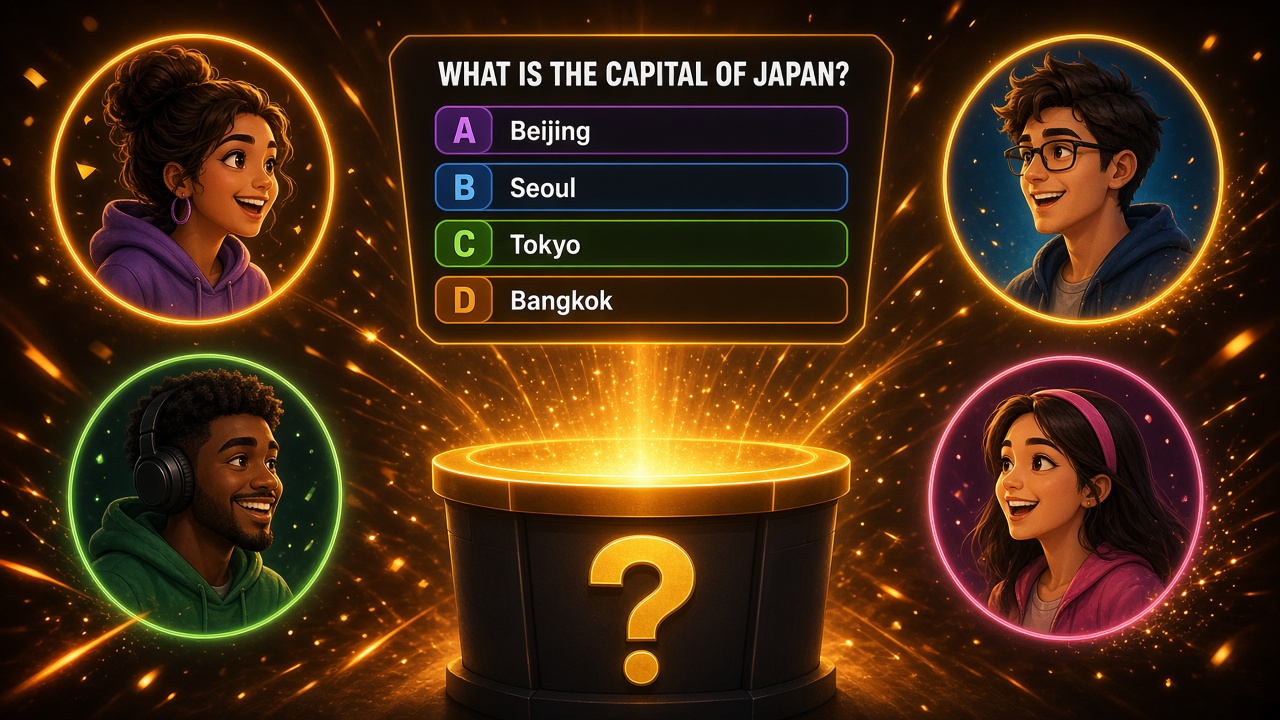 WHAT IS THE CAPITAL OF JAPAN?
A Beijing
B Seoul
C Tokyo
D Bangkok
?